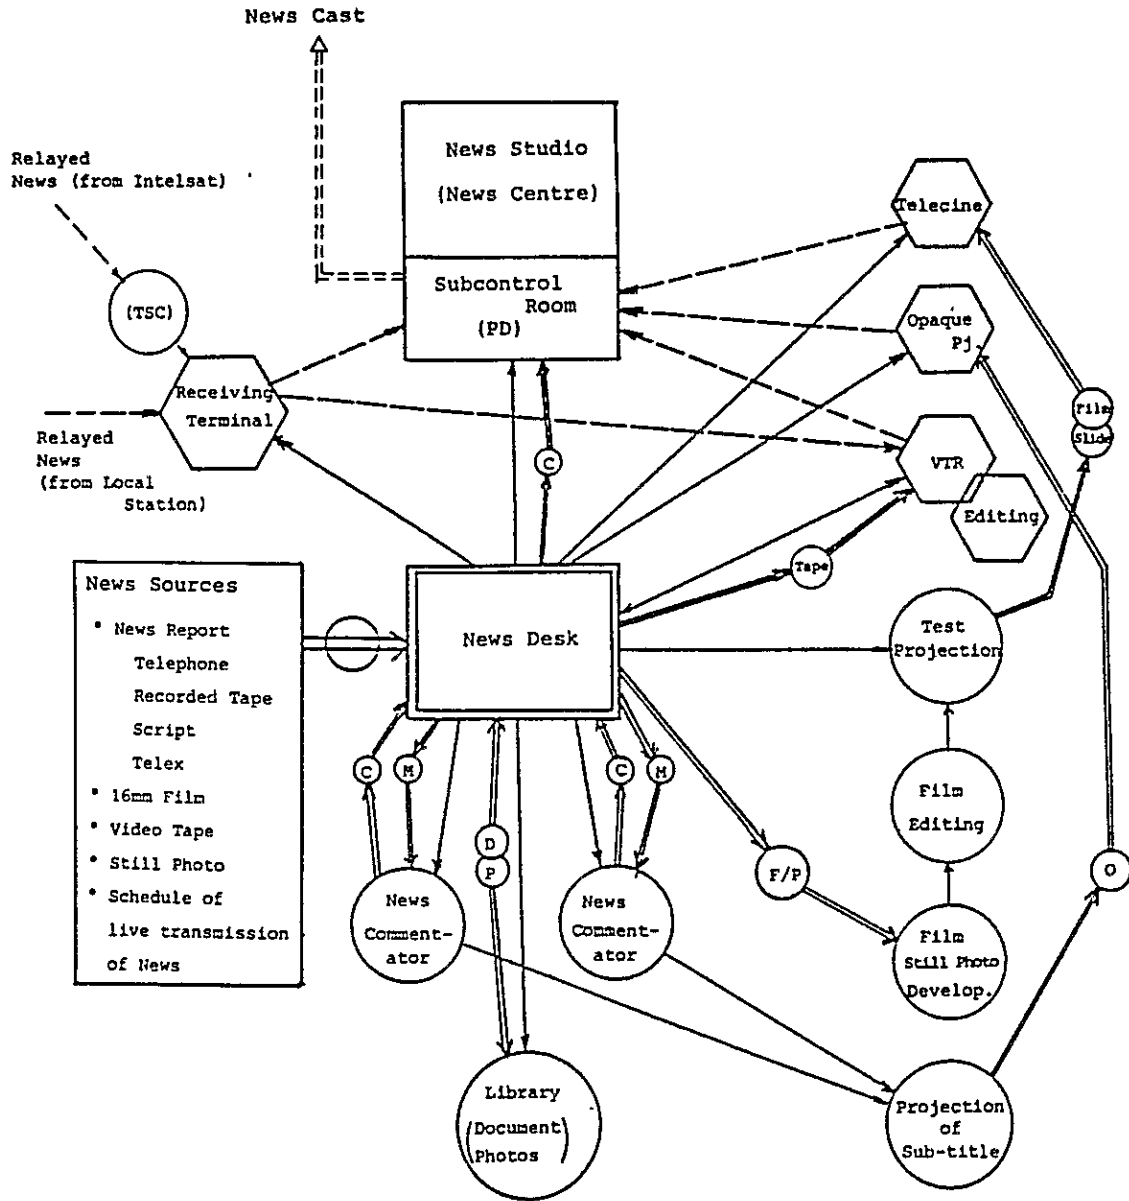 News Cast
News Studio
(News Centre)
Relayed
News (from Intelsat)
Telecine
(TSC)
Subcontrol
Room
(PD)
Opaque
Pj.
Receiving
Terminal
Film
Slide
Relayed
News
(from Local
Station)
C
VTR
Editing
Tape
News Sources
• News Report
Telephone
Recorded Tape
Script
Telex
• 16mm Film
• Video Tape
• Still Photo
• Schedule of
live transmission
of News
News Desk
Test
Projection
C
M
C
M
Film
Editing
D
P
F/P
O
News
Comment-
ator
News
Comment-
ator
Film
Still Photo
Develop.
Library
(Document
Photos)
Projection
of
Sub-title